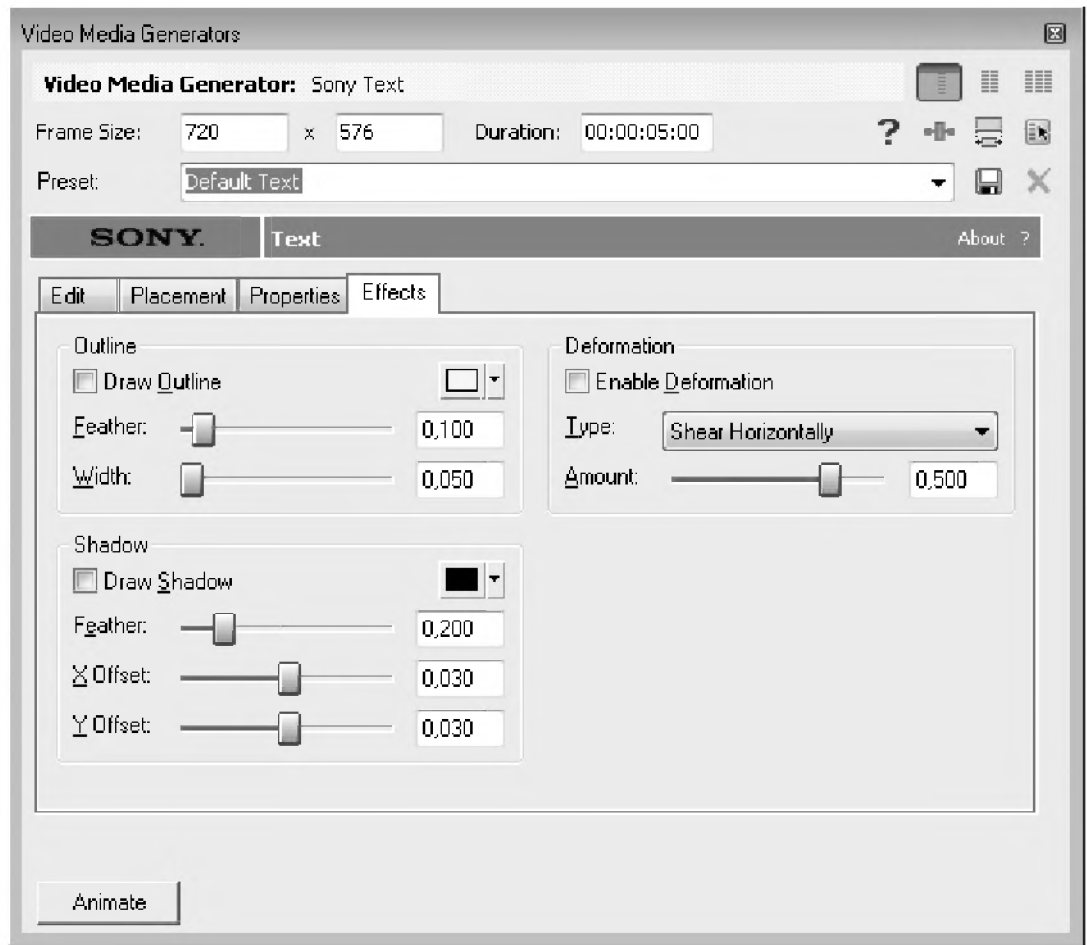 Video Media Generators
Video Media Generator: Sony Text
Frame Size: 720 x 576 Duration: 00:00:05:00 ?
Preset: Default Text
SONY. Text About ?
Edit Placement Properties Effects
Outline
Draw Outline
Feather: 0,100
Width: 0,050
Deformation
Enable Deformation
Type: Shear Horizontally
Amount: 0,500
Shadow
Draw Shadow
Feather: 0,200
X Offset: 0,030
Y Offset: 0,030
Animate